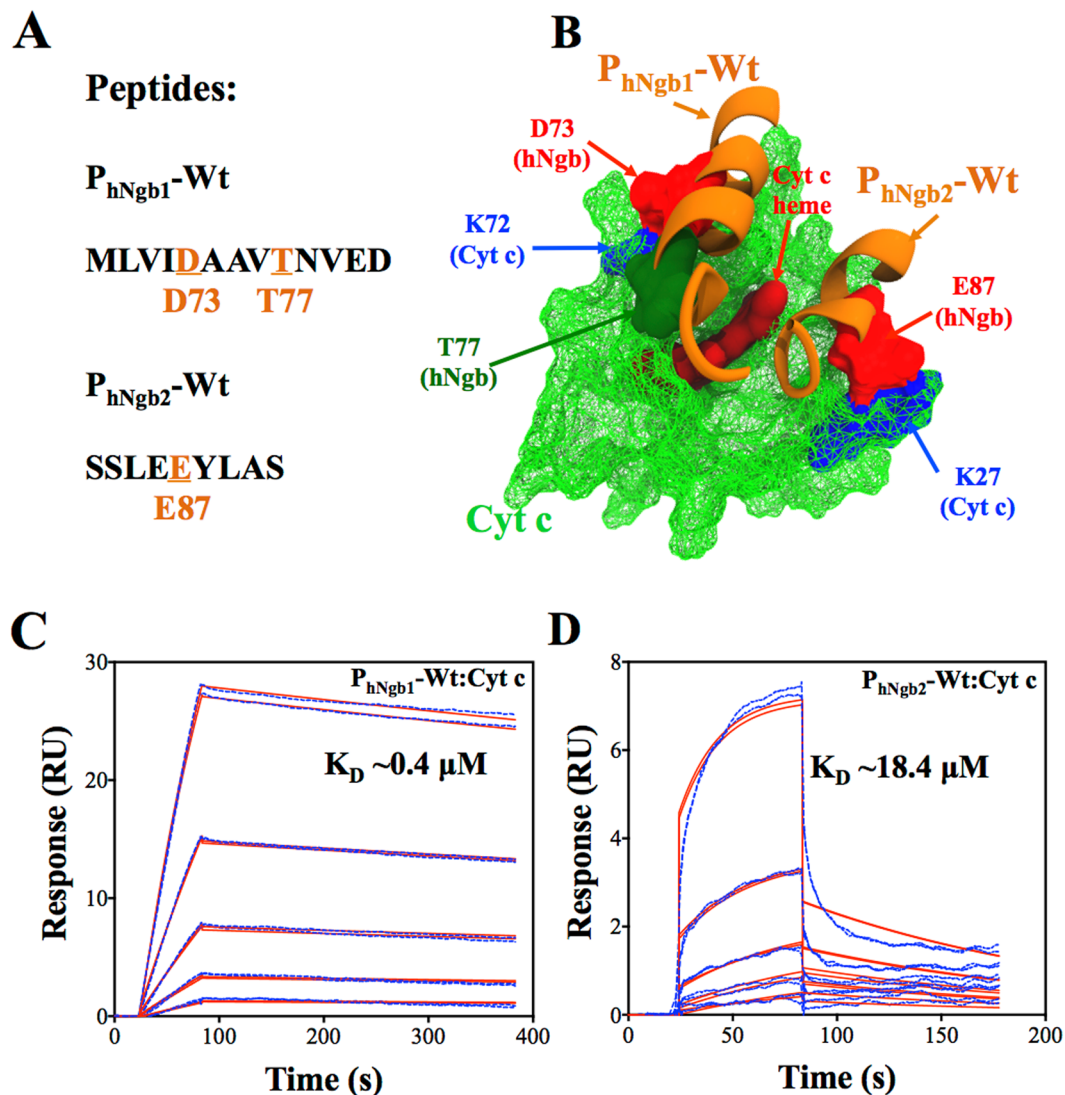 A
Peptides:
PhNgb1-Wt
MLVIDAAVTNVED
D73 T77
PhNgb2-Wt
SSLEEYLAS
E87
B
PhNgb1-Wt
D73
(hNgb)
Cyt c
heme
PhNgb2-Wt
K72
(Cyt c)
E87
(hNgb)
T77
(hNgb)
K27
(Cyt c)
Cyt c
C
PhNgb1-Wt:Cyt c
KD ~0.4 µM
Response (RU)
30
20
10
0
0 100 200 300 400
Time (s)
D
PhNgb2-Wt:Cyt c
KD ~18.4 µM
Response (RU)
8
6
4
2
0
0 50 100 150 200
Time (s)